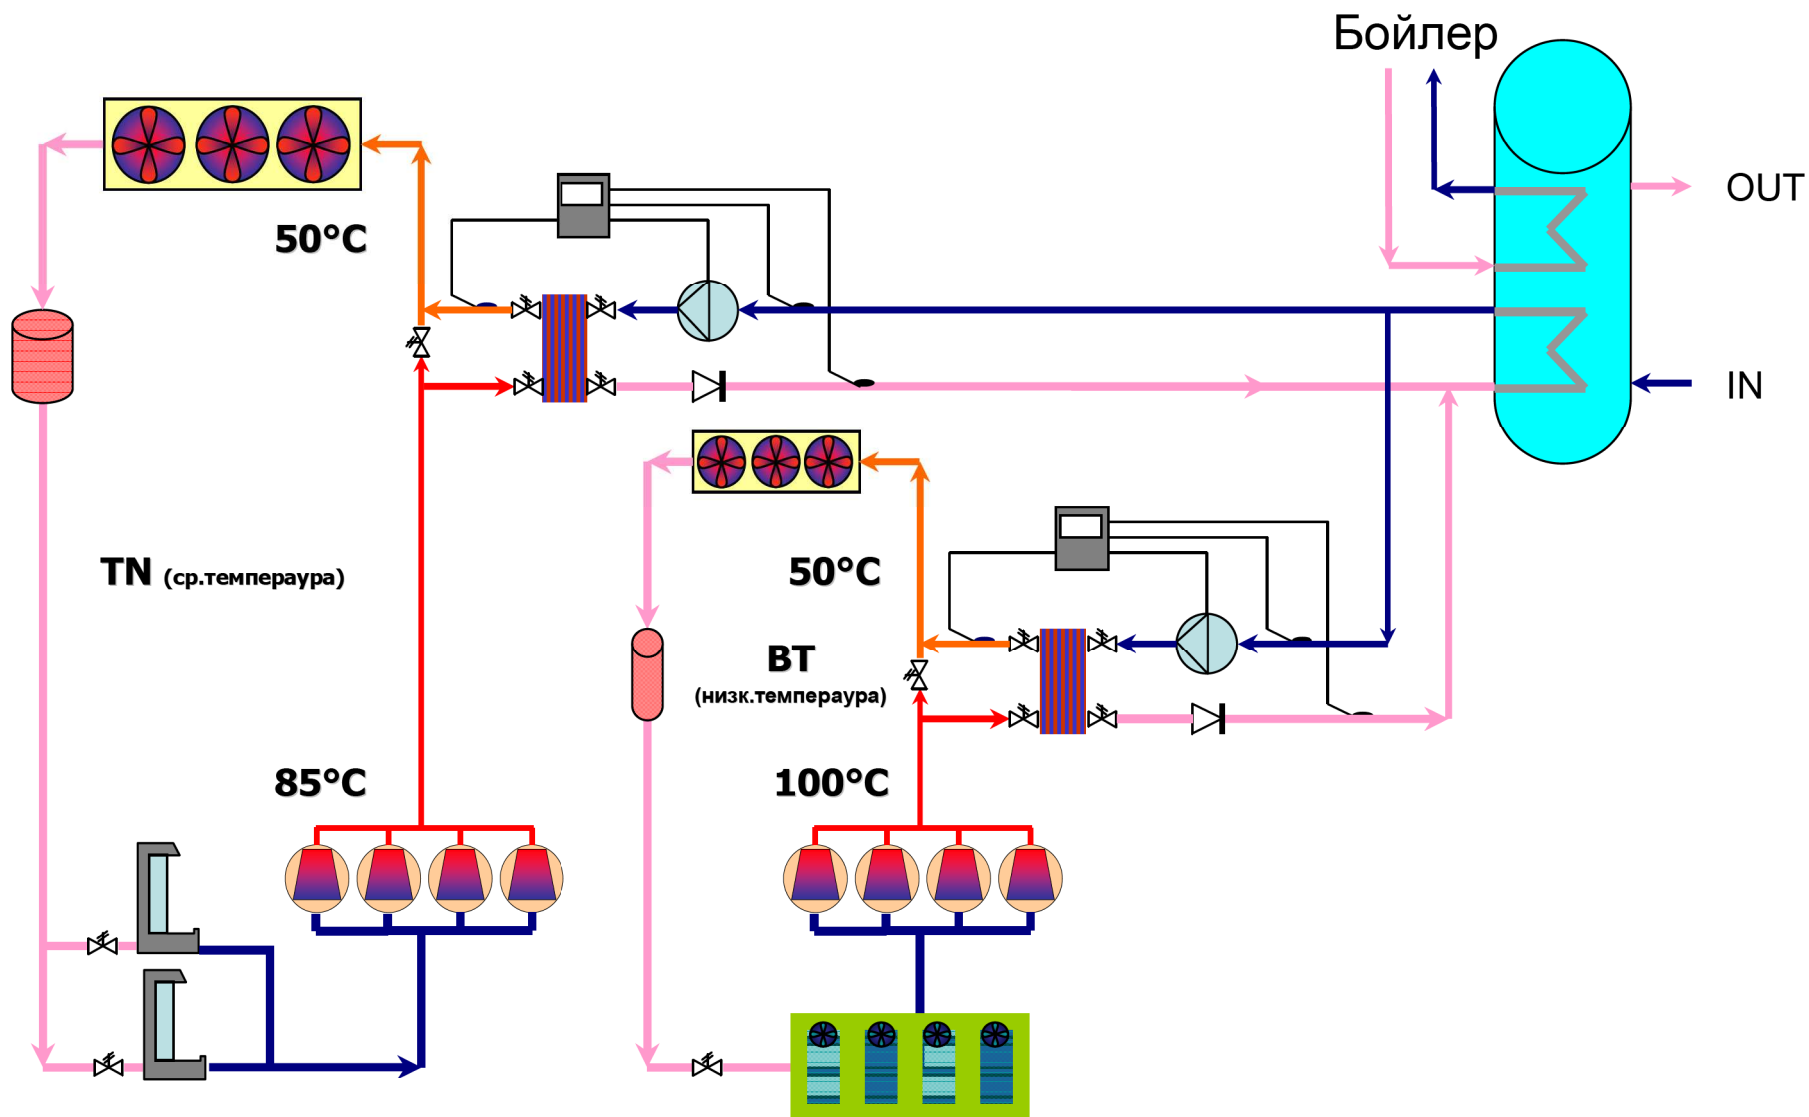 Бойлер
OUT
50°C
IN
TN (ср.темпераура)
50°C
BT
(низк.темпераура)
85°C
100°C